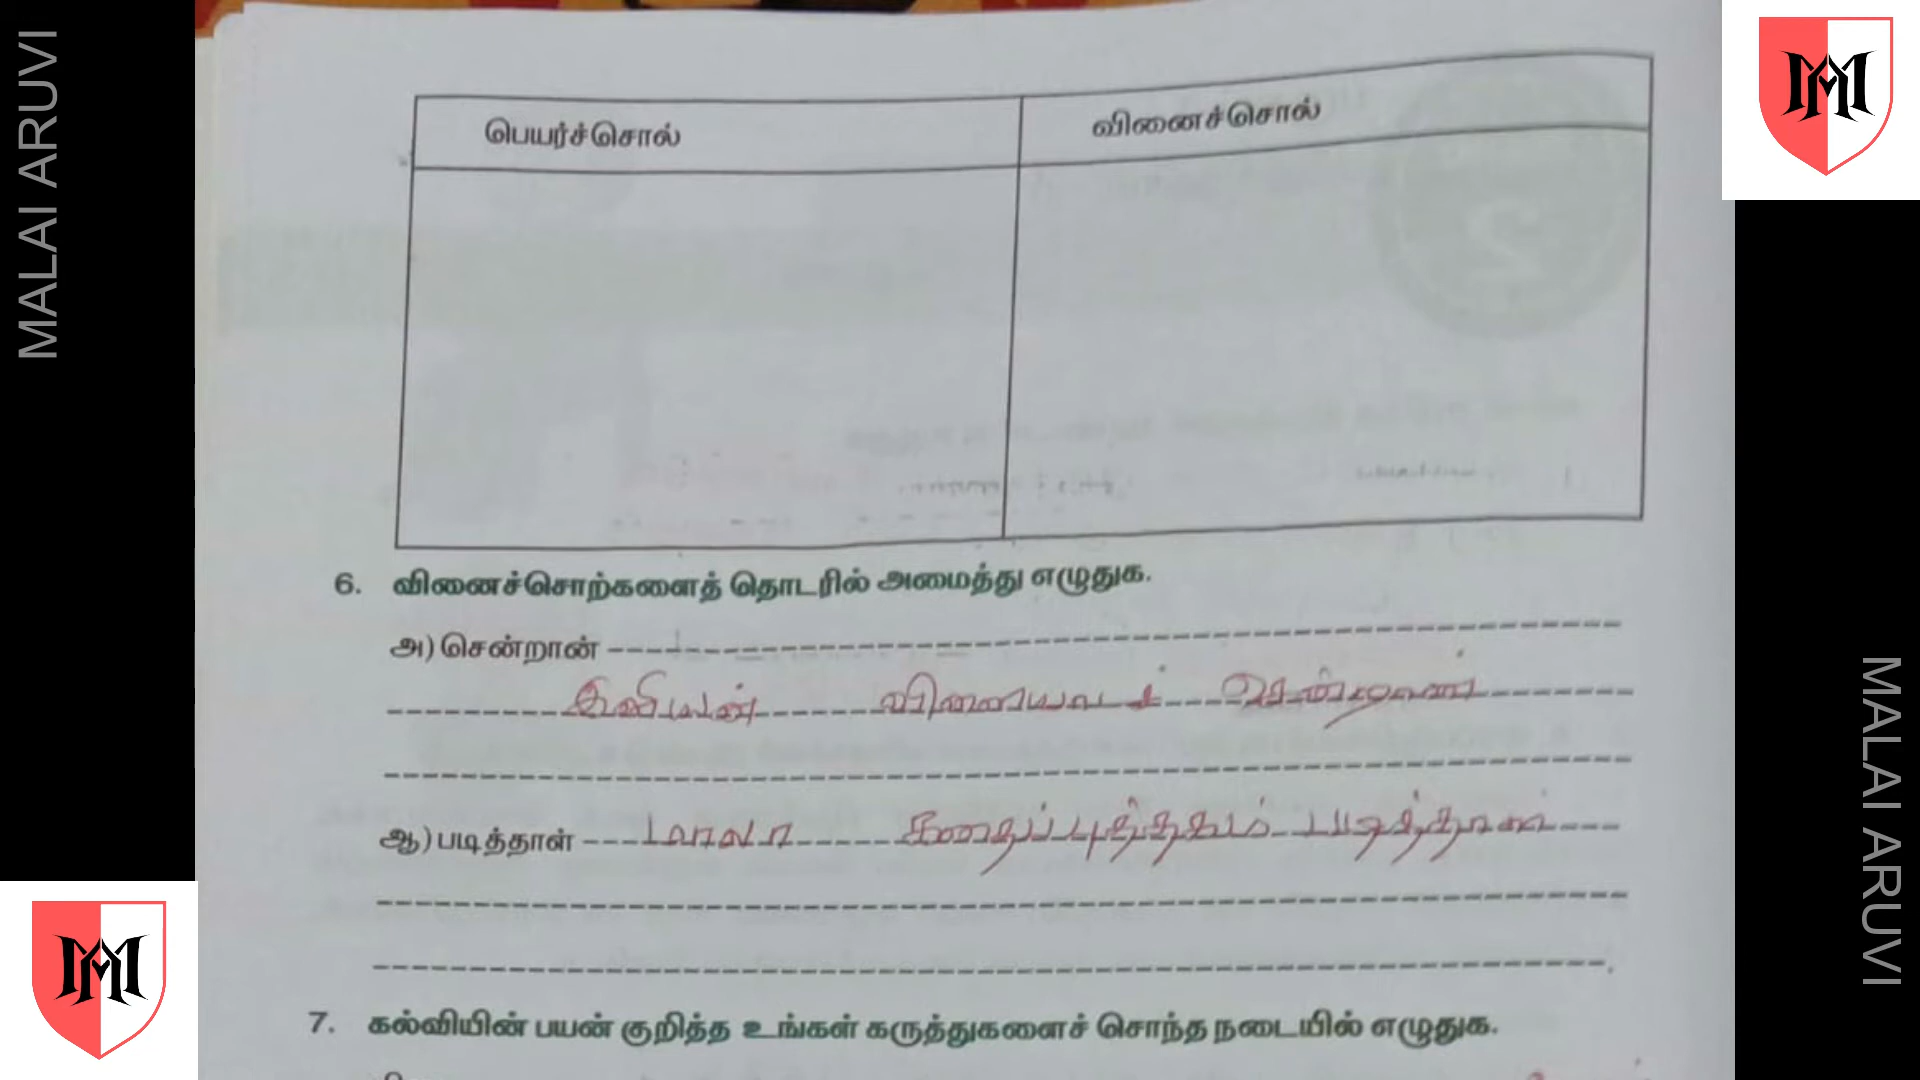 MALAI ARUVI
பெயர்ச்சொல் வினைச்சொல்
6. வினைச்சொற்களைத் தொடரில் அமைத்து எழுதுக.
அ) சென்றான்
இனியன் விளையாடச் சென்றான்
ஆ) படித்தாள் மாலா கதைப்புத்தகம் படித்தாள்
7. கல்வியின் பயன் குறித்த உங்கள் கருத்துகளைச் சொந்த நடையில் எழுதுக.
MALAI ARUVI